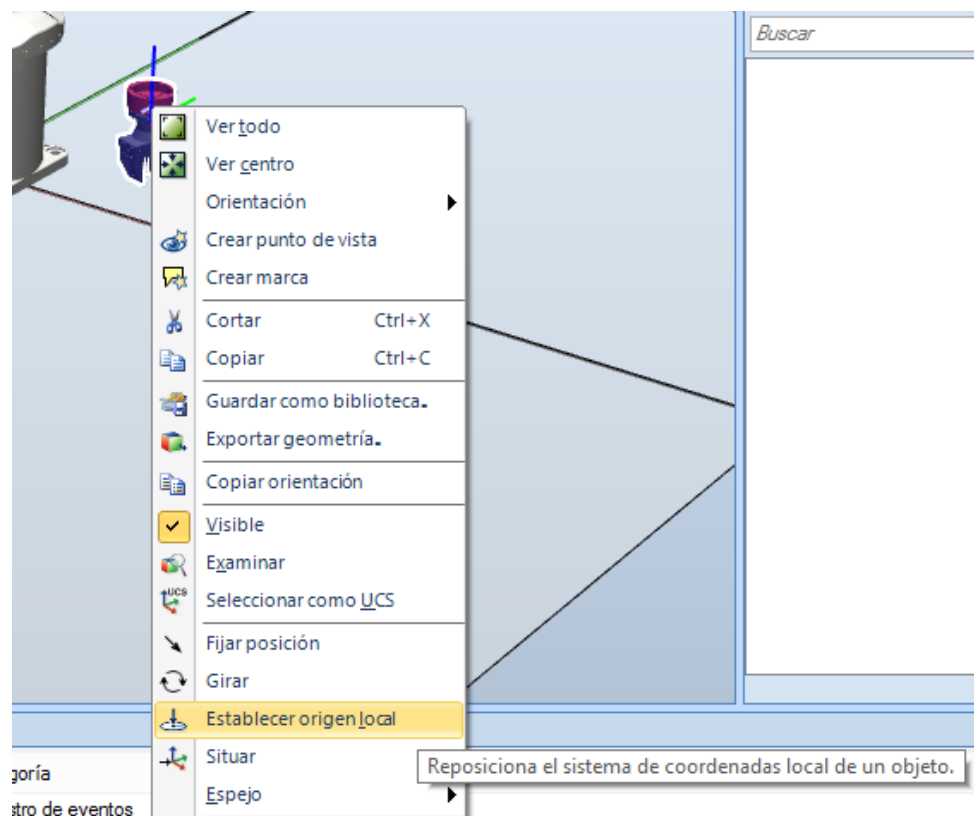 Buscar
Ver todo
Ver centro
Orientación
Crear punto de vista
Crear marca
Cortar Ctrl+X
Copiar Ctrl+C
Guardar como biblioteca..
Exportar geometría..
Copiar orientación
Visible
Examinar
UCS Seleccionar como UCS
Fijar posición
Girar
Establecer origen local
Situar
Reposiciona el sistema de coordenadas local de un objeto.
goría
Espejo
stro de eventos